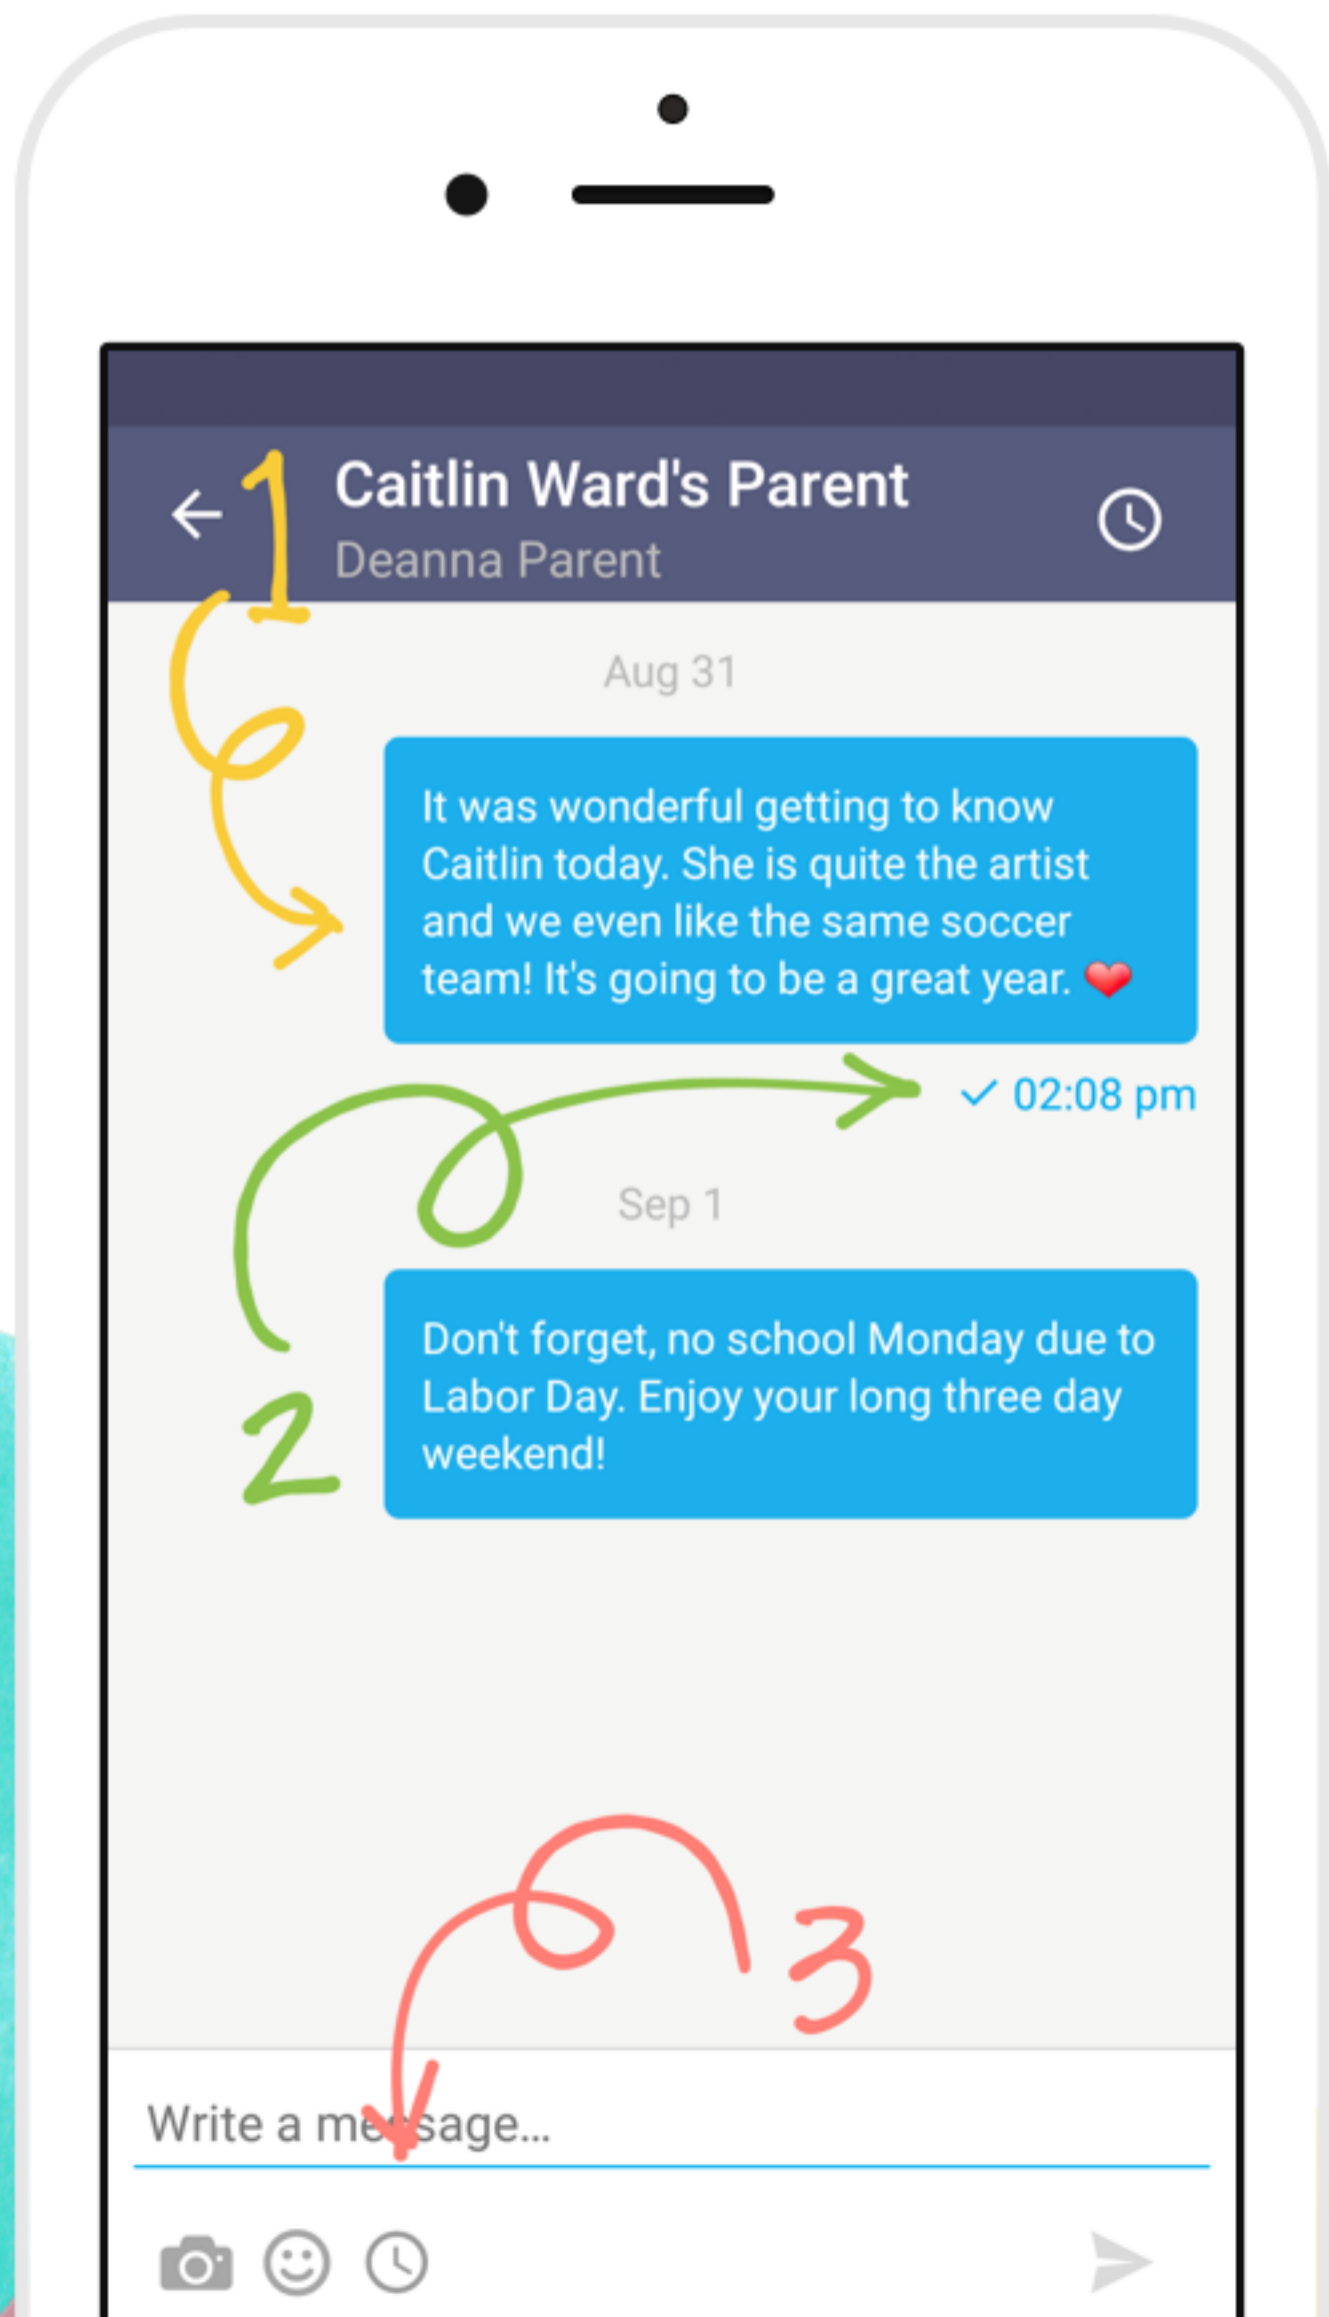 1
Caitlin Ward's Parent
Deanna Parent
Aug 31
It was wonderful getting to know
Caitlin today. She is quite the artist
and we even like the same soccer
team! It's going to be a great year. ❤
✓ 02:08 pm
Sep 1
Don't forget, no school Monday due to
Labor Day. Enjoy your long three day
weekend!
2
3
Write a message...